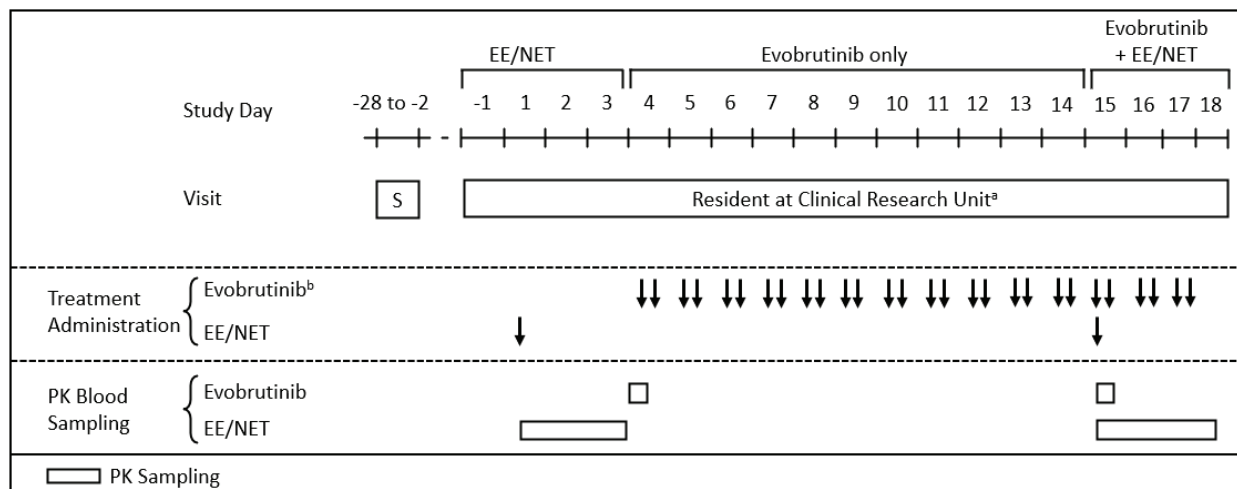 Evobrutinib
+ EE/NET
EE/NET Evobrutinib only
Study Day -28 to -2 -1 1 2 3 4 5 6 7 8 9 10 11 12 13 14 15 16 17 18
Visit S Resident at Clinical Research Unitᵃ
Treatment
Administration
Evobrutinibᵇ
EE/NET
PK Blood
Sampling
Evobrutinib
EE/NET
PK Sampling